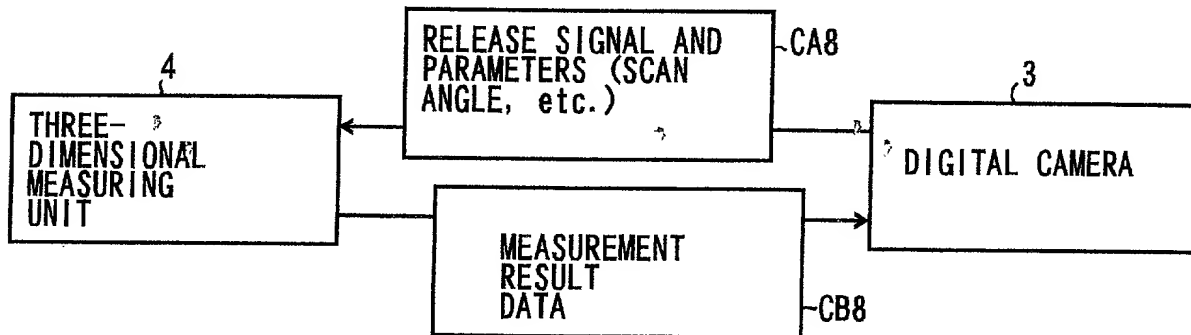 RELEASE SIGNAL AND
PARAMETERS (SCAN
ANGLE, etc.)
CA8
4
THREE-
DIMENSIONAL
MEASURING
UNIT
3
DIGITAL CAMERA
MEASUREMENT
RESULT
DATA
CB8